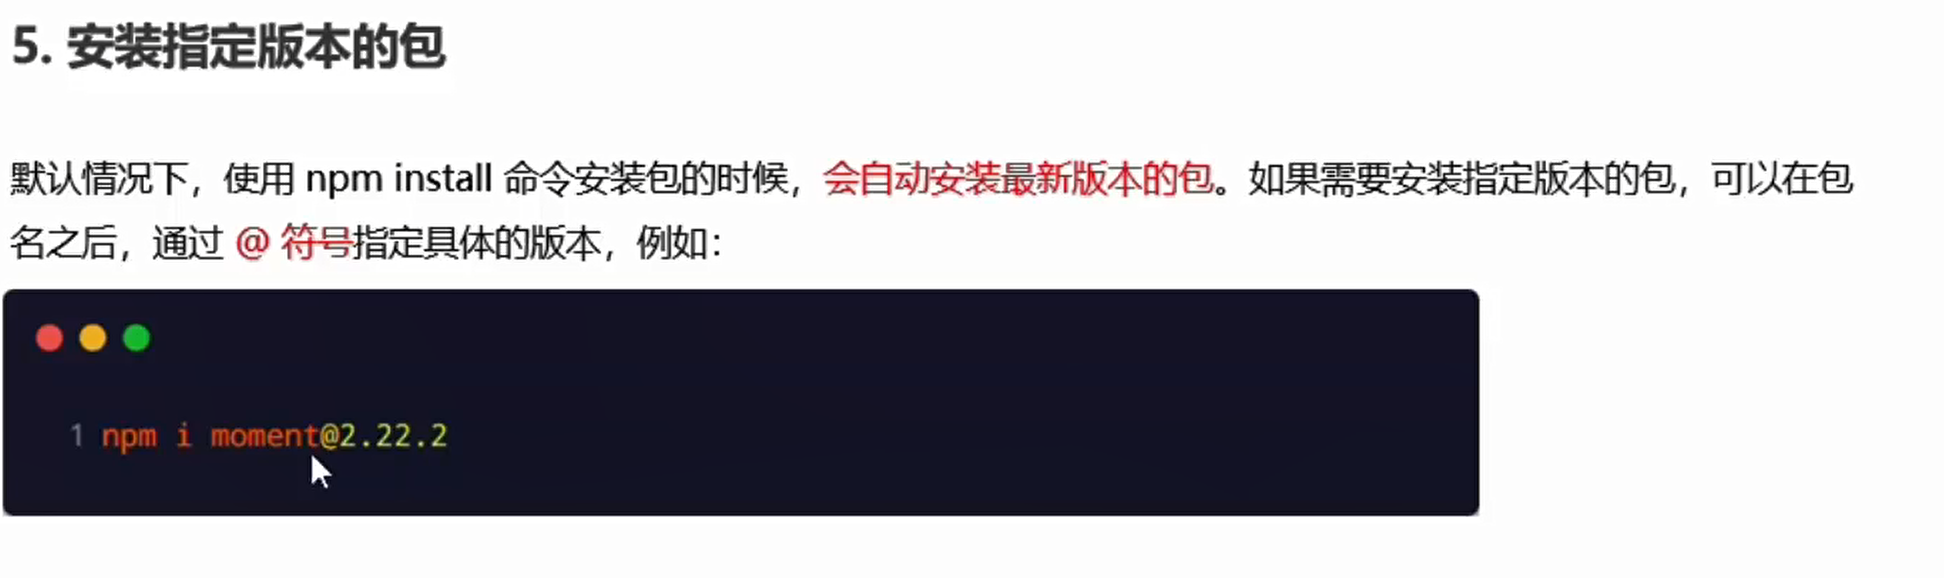 5. 安装指定版本的包
默认情况下，使用 npm install 命令安装包的时候，会自动安装最新版本的包。如果需要安装指定版本的包，可以在包
名之后，通过 @ 符号指定具体的版本，例如：
1 npm i moment@2.22.2